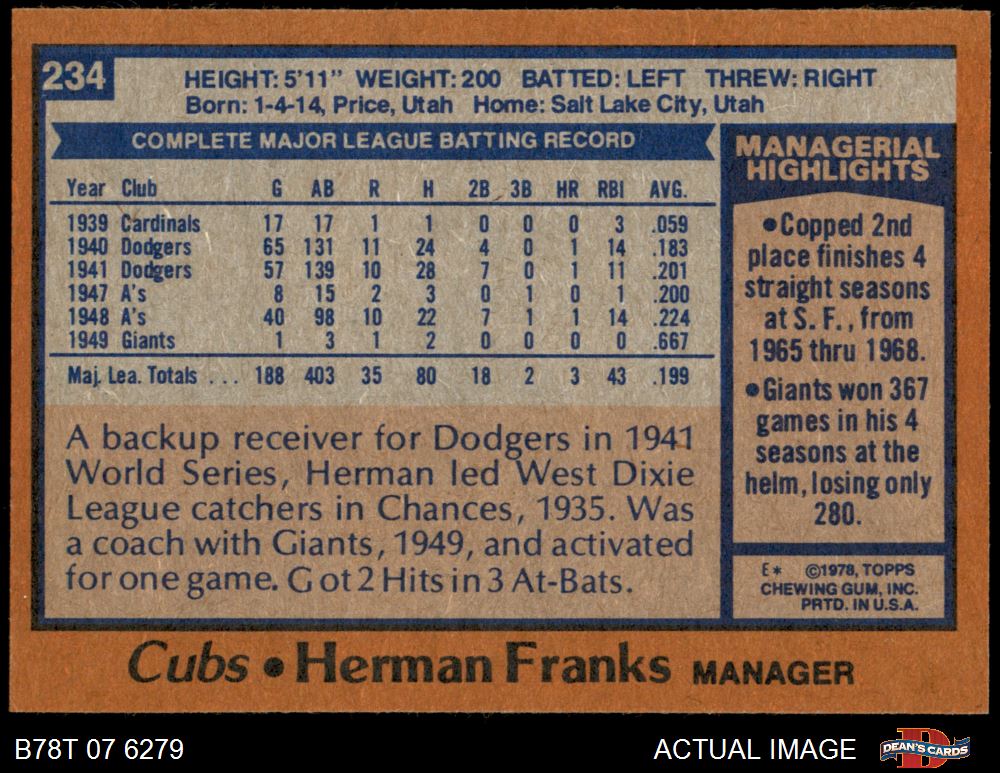 234
HEIGHT: 5'11" WEIGHT: 200 BATTED: LEFT THREW: RIGHT
Born: 1-4-14, Price, Utah Home: Salt Lake City, Utah
COMPLETE MAJOR LEAGUE BATTING RECORD
Year Club G AB R H 2B 3B HR RBI AVG.
1939 Cardinals 17 17 1 1 0 0 0 3 .059
1940 Dodgers 65 131 11 24 4 0 1 14 .183
1941 Dodgers 57 139 10 28 7 0 1 11 .201
1947 A's 8 15 2 3 0 1 0 1 .200
1948 A's 40 98 10 22 7 1 1 14 .224
1949 Giants 1 3 1 2 0 0 0 0 .667
Maj. Lea. Totals ... 188 403 35 80 18 2 3 43 .199
A backup receiver for Dodgers in 1941
World Series, Herman led West Dixie
League catchers in Chances, 1935. Was
a coach with Giants, 1949, and activated
for one game. Got 2 Hits in 3 At-Bats.
MANAGERIAL
HIGHLIGHTS
•Copped 2nd
place finishes 4
straight seasons
at S. F., from
1965 thru 1968.
•Giants won 367
games in his 4
seasons at the
helm, losing only
280.
E* ©1978, TOPPS
CHEWING GUM, INC.
PRTD. IN U.S.A.
Cubs • Herman Franks MANAGER
B78T 07 6279
ACTUAL IMAGE
DEAN'S CARDS